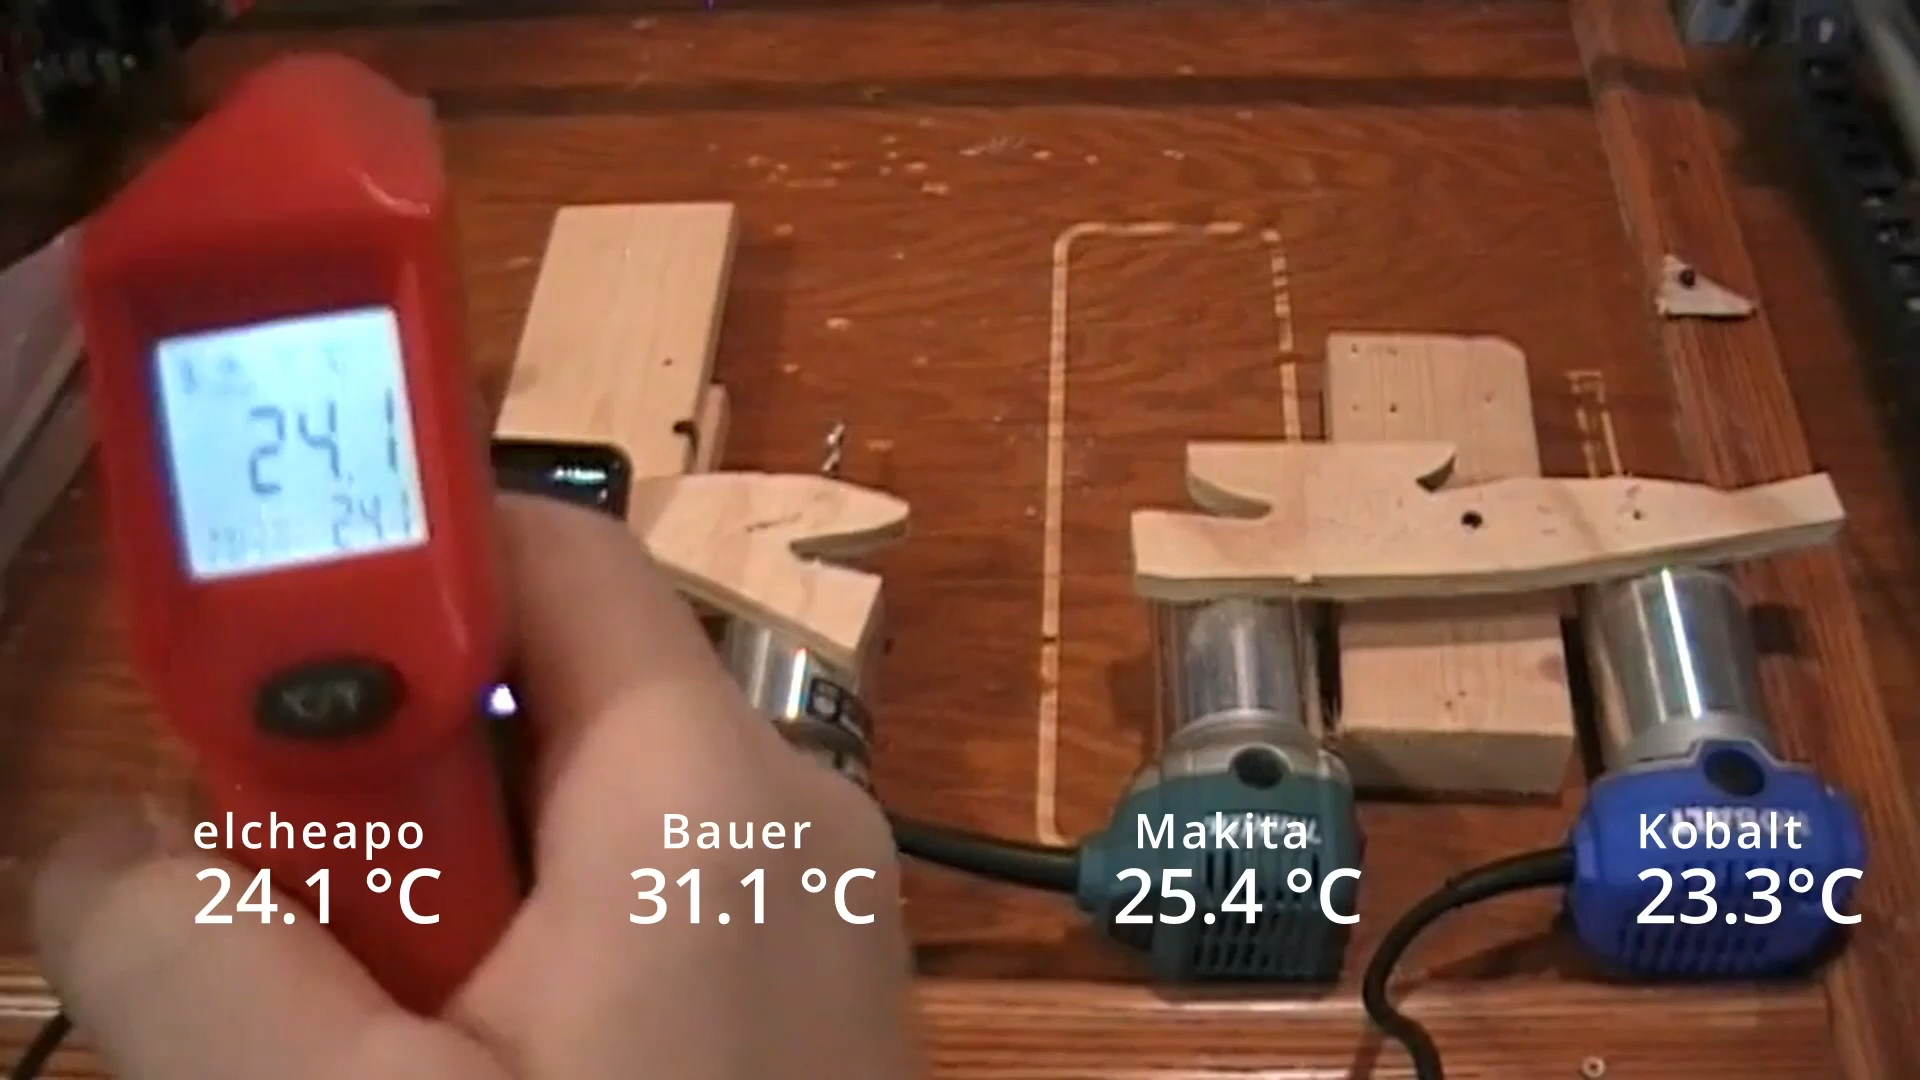 24.1
24.1
elcheapo
24.1 °C
Bauer
31.1 °C
Makita
25.4 °C
Kobalt
23.3°C